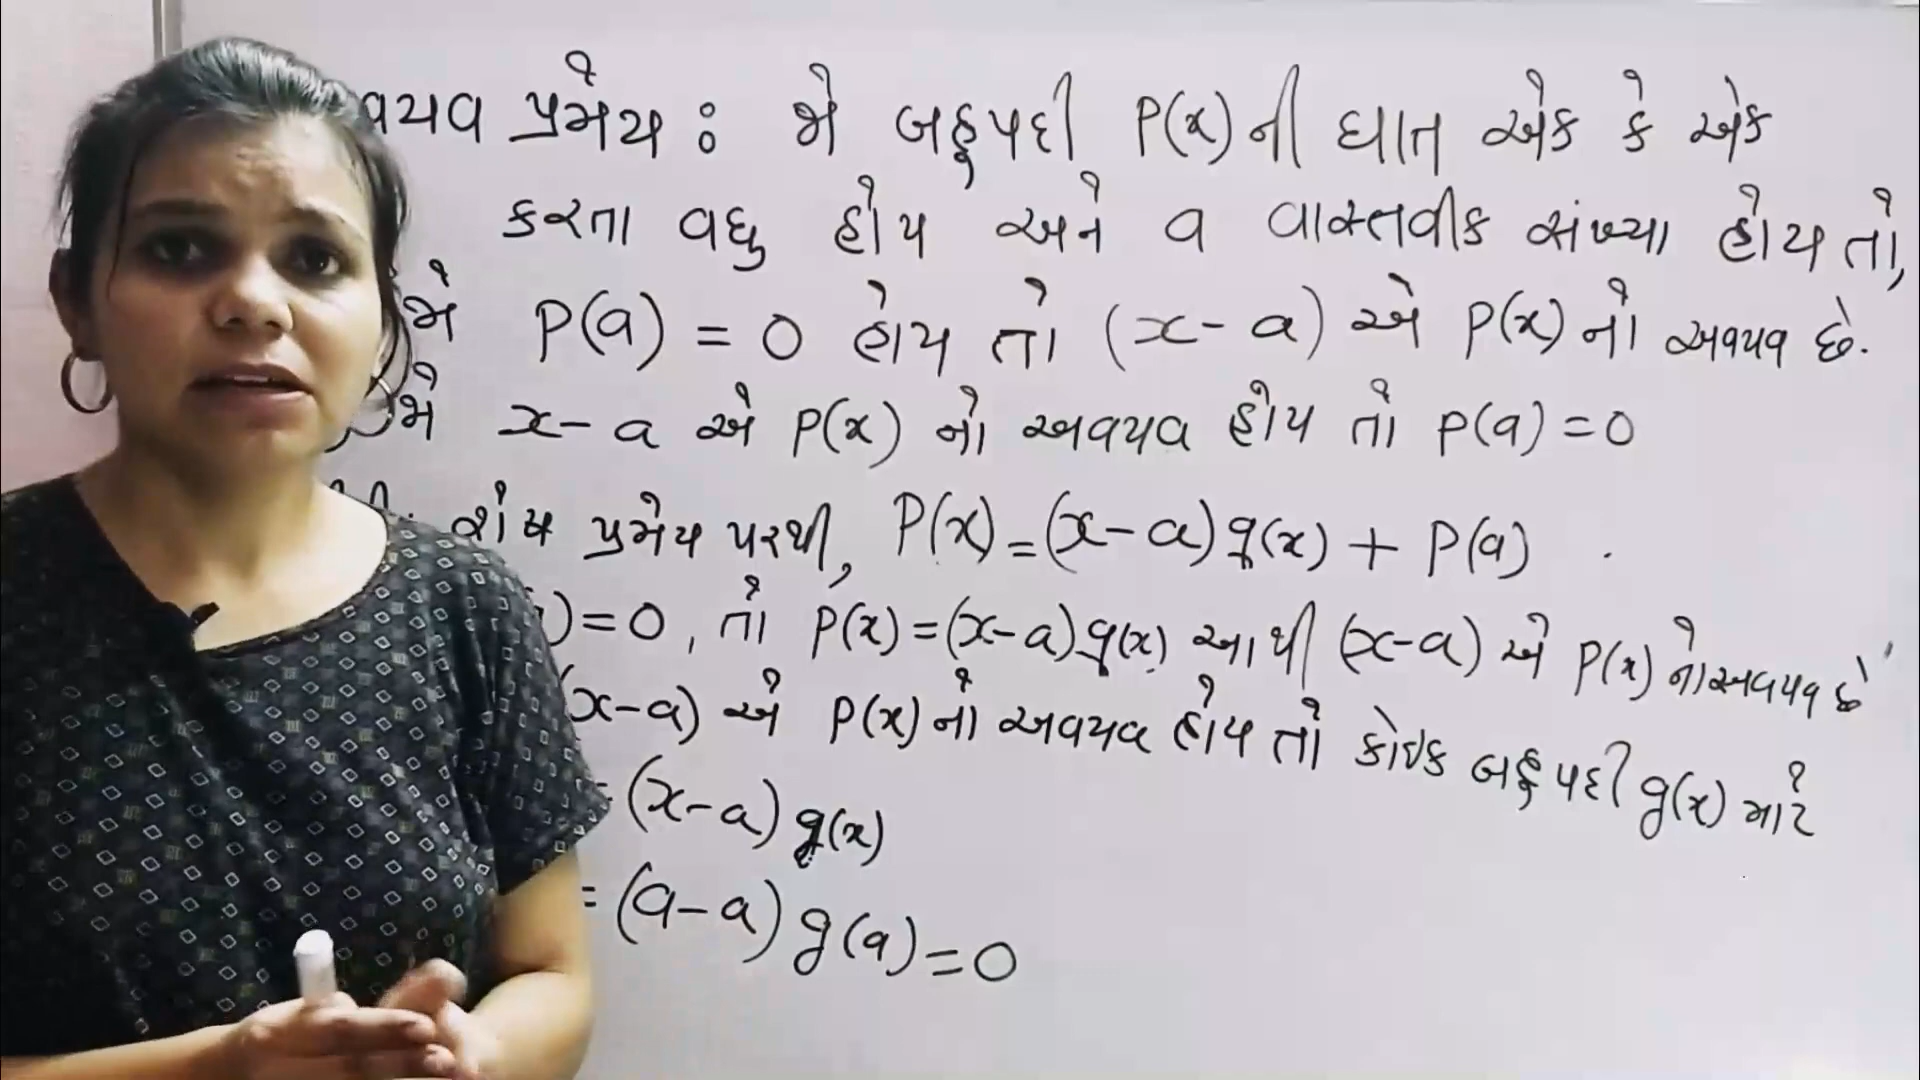 વયવ પ્રમેય : જો બહુપદી P(x) ની ઘાત એક કે એક
કરતા વધુ હોય અને a વાસ્તવીક સંખ્યા હોય તો,
જો P(a) = 0 હોય તો (x-a) એ P(x) નો અવયવ છે.
જો x-a એ P(x) નો અવયવ હોય તો P(a) = 0
શેષ પ્રમેય પરથી, P(x) = (x-a) q(x) + P(a)
) = 0, તો P(x) = (x-a) q(x) આથી (x-a) એ P(x) નો અવયવ છે
(x-a) એ P(x) નો અવયવ હોય તો કોઇક બહુપદી g(x) માટે
= (x-a) g(x)
= (a-a) g(a) = 0